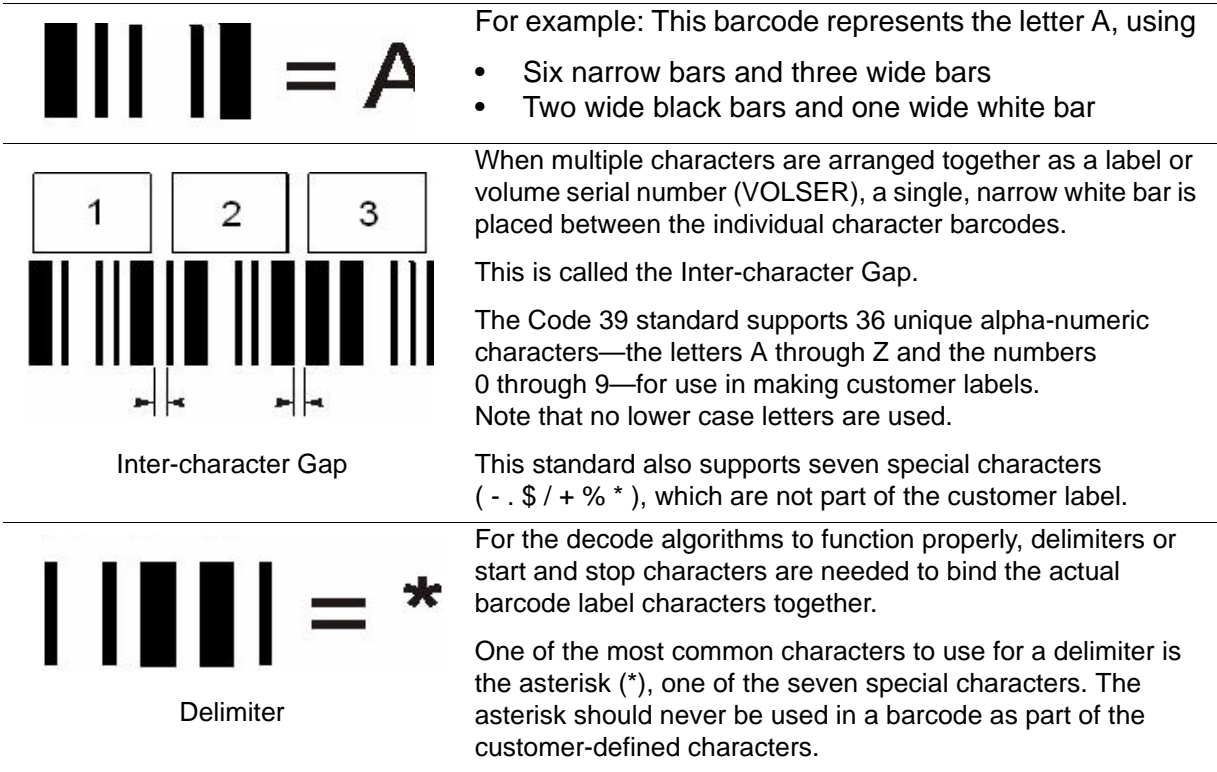 = A
For example: This barcode represents the letter A, using
• Six narrow bars and three wide bars
• Two wide black bars and one wide white bar
1 2 3
Inter-character Gap
When multiple characters are arranged together as a label or
volume serial number (VOLSER), a single, narrow white bar is
placed between the individual character barcodes.
This is called the Inter-character Gap.
The Code 39 standard supports 36 unique alpha-numeric
characters—the letters A through Z and the numbers
0 through 9—for use in making customer labels.
Note that no lower case letters are used.
This standard also supports seven special characters
( - . $ / + % * ), which are not part of the customer label.
= *
Delimiter
For the decode algorithms to function properly, delimiters or
start and stop characters are needed to bind the actual
barcode label characters together.
One of the most common characters to use for a delimiter is
the asterisk (*), one of the seven special characters. The
asterisk should never be used in a barcode as part of the
customer-defined characters.